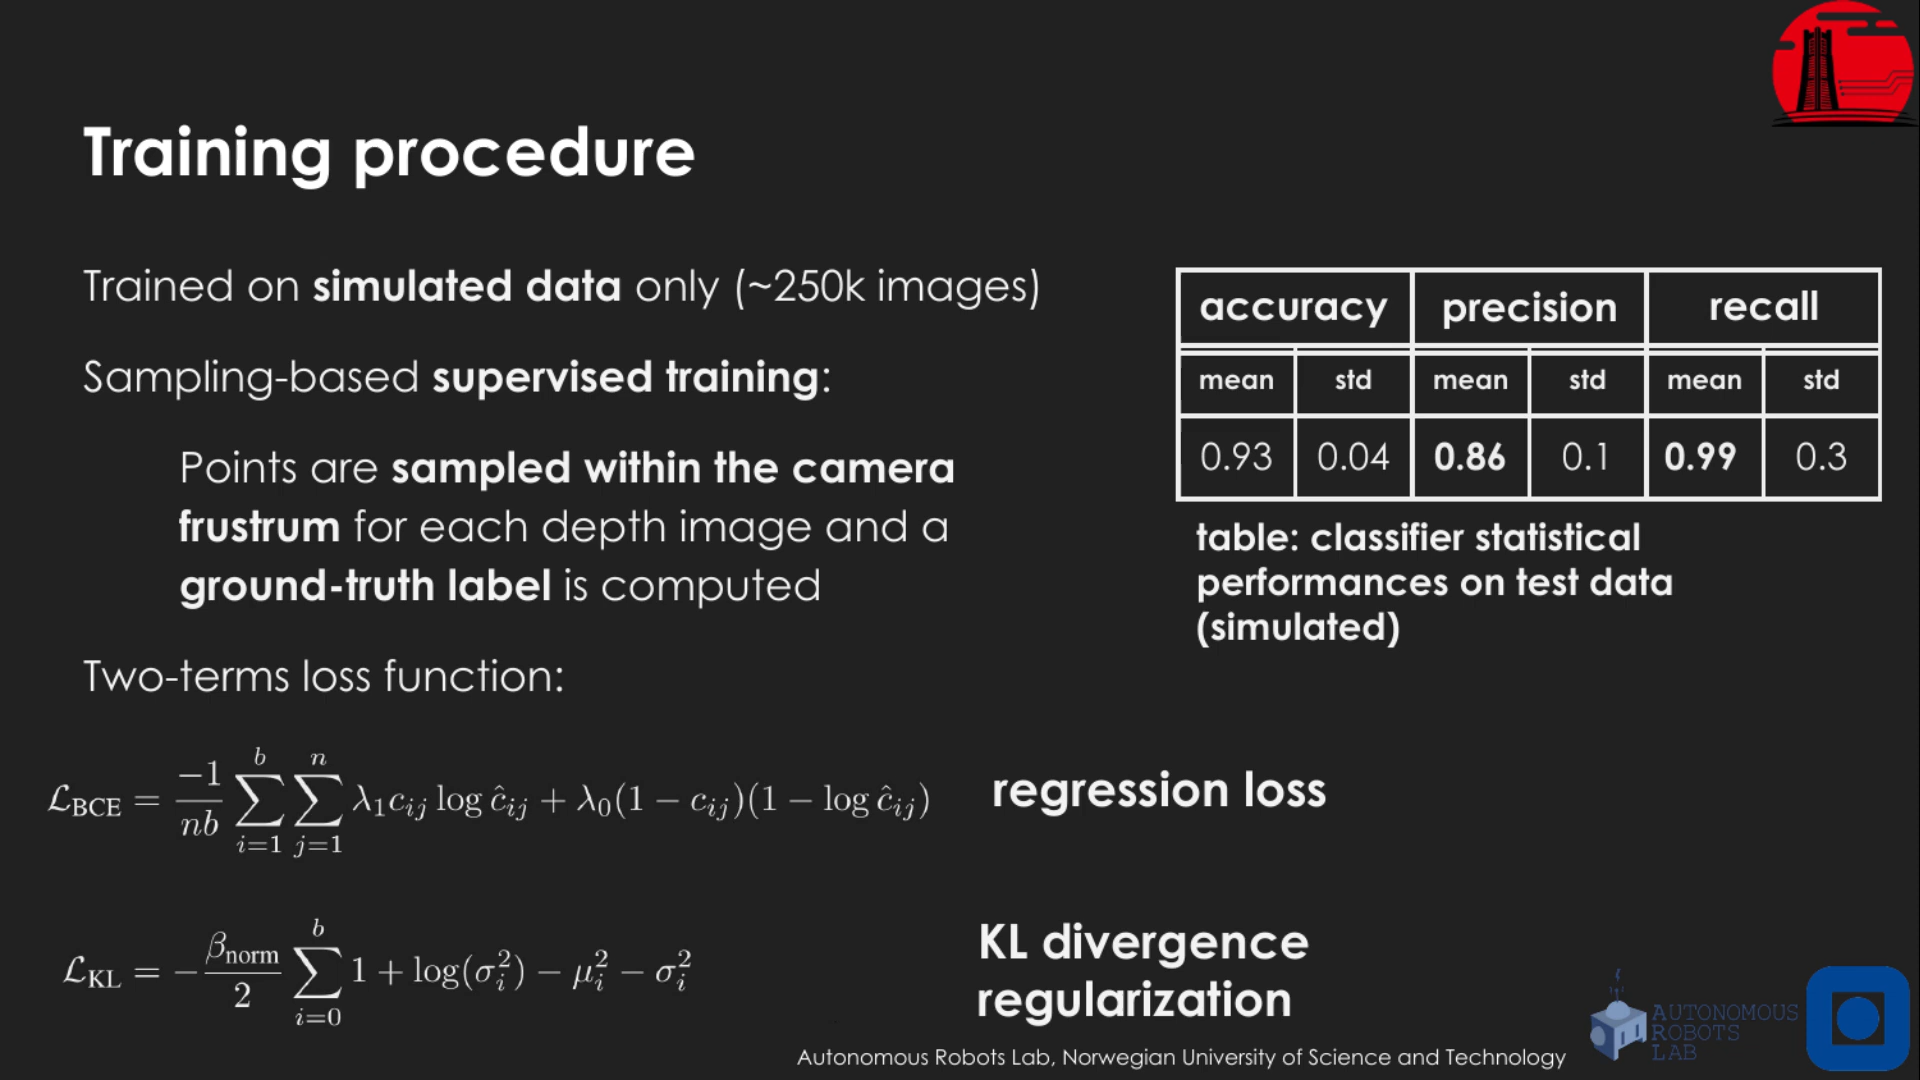 Training procedure
Trained on simulated data only (~250k images)
Sampling-based supervised training:
Points are sampled within the camera
frustrum for each depth image and a
ground-truth label is computed
Two-terms loss function:
accuracy precision recall
mean std mean std mean std
0.93 0.04 0.86 0.1 0.99 0.3
table: classifier statistical
performances on test data
(simulated)
\mathcal{L}_{\text{BCE}} = \frac{-1}{nb} \sum_{i=1}^{b} \sum_{j=1}^{n} \lambda_1 c_{ij} \log \hat{c}_{ij} + \lambda_0 (1 - c_{ij})(1 - \log \hat{c}_{ij})
regression loss
\mathcal{L}_{\text{KL}} = -\frac{\beta_{\text{norm}}}{2} \sum_{i=0}^{b} 1 + \log(\sigma_i^2) - \mu_i^2 - \sigma_i^2
KL divergence
regularization
AUTONOMOUS
ROBOTS
LAB
Autonomous Robots Lab, Norwegian University of Science and Technology